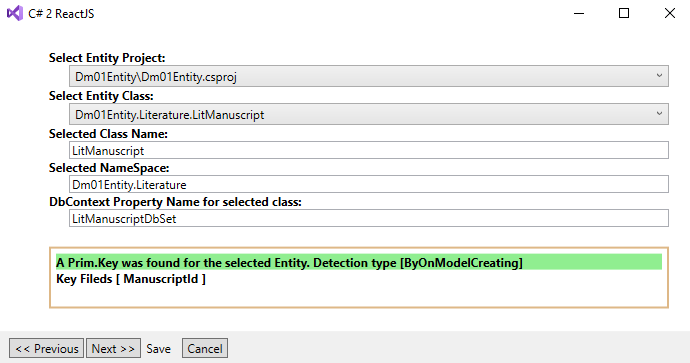 C# 2 ReactJS
Select Entity Project:
Dm01Entity\Dm01Entity.csproj
Select Entity Class:
Dm01Entity.Literature.LitManuscript
Selected Class Name:
LitManuscript
Selected NameSpace:
Dm01Entity.Literature
DbContext Property Name for selected class:
LitManuscriptDbSet
A Prim.Key was found for the selected Entity. Detection type [ByOnModelCreating]
Key Fileds [ ManuscriptId ]
<< Previous Next >> Save Cancel